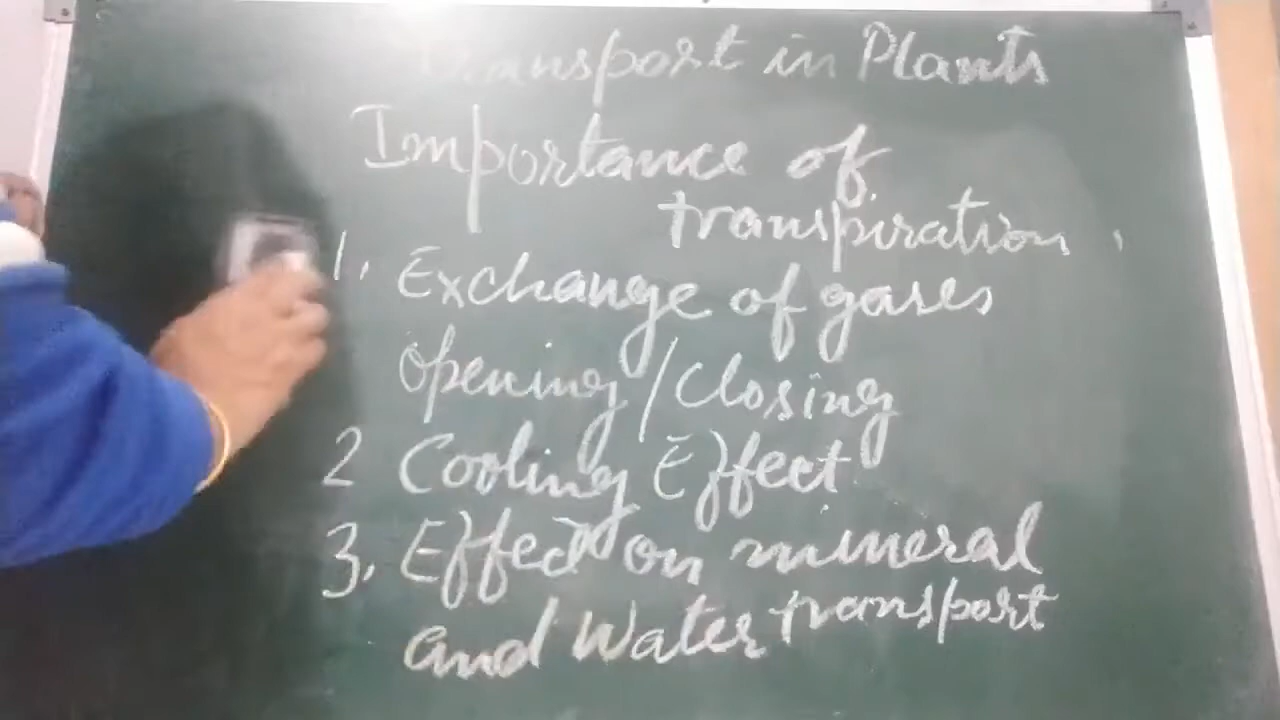 Transport in Plants
Importance of
transpiration,
1. Exchange of gases
opening/closing
2 Cooling Effect
3. Effect on mineral
and Water transport